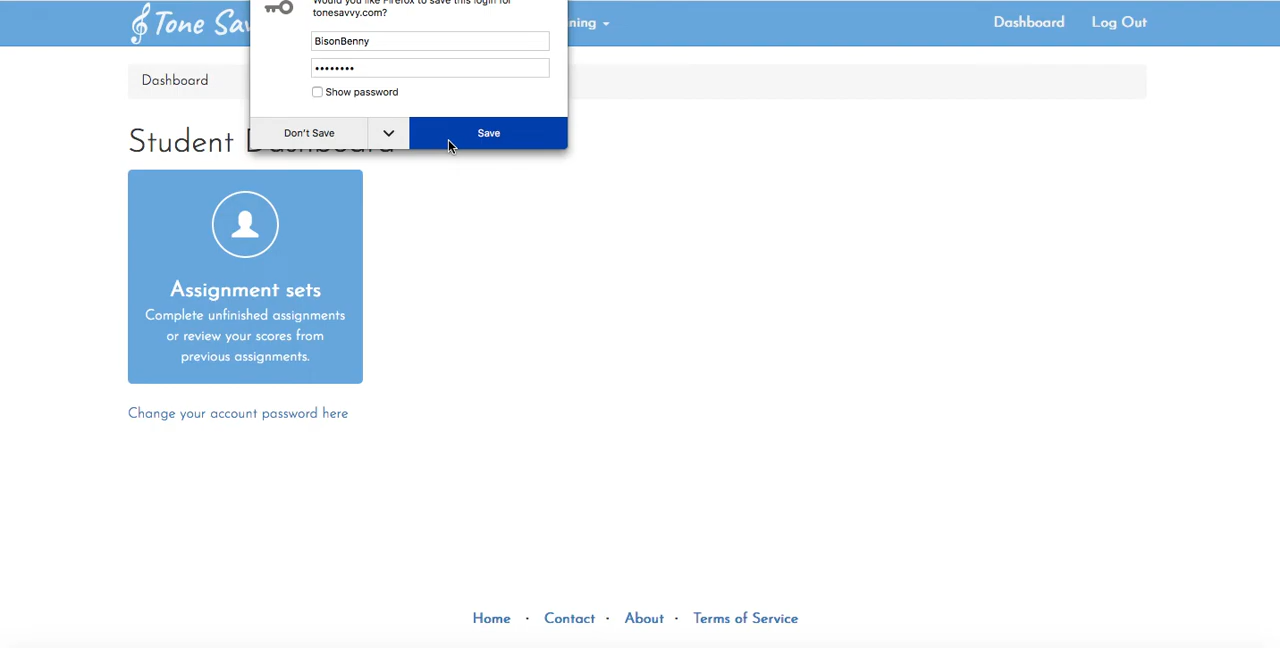 Would you like Firefox to save this login for
tonesavvy.com?
Tone Sav
ning
Dashboard
Log Out
BisonBenny
••••••••
Show password
Don't Save
Save
Dashboard
Student Dashboard
Assignment sets
Complete unfinished assignments
or review your scores from
previous assignments.
Change your account password here
Home · Contact · About · Terms of Service